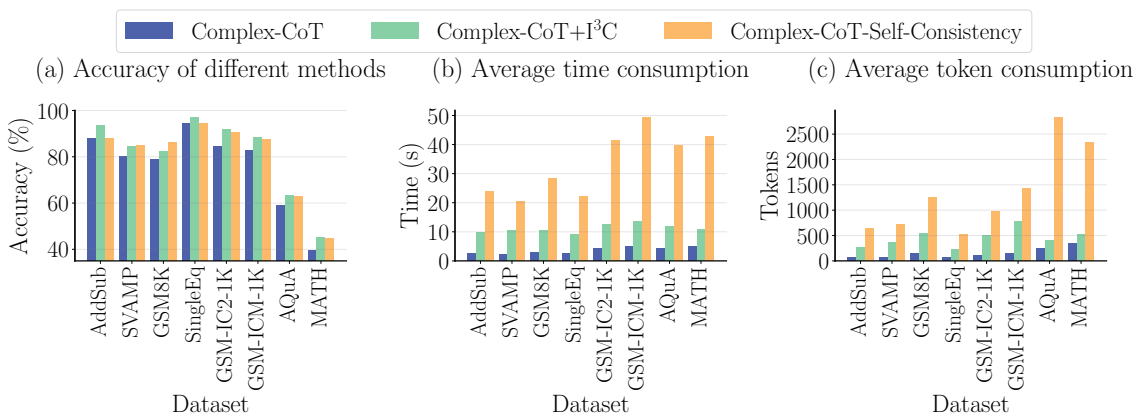 Complex-CoT Complex-CoT+I³C Complex-CoT-Self-Consistency
(a) Accuracy of different methods
(b) Average time consumption
(c) Average token consumption
Accuracy (%)
100
80
60
40
AddSub
SVAMP
GSM8K
SingleEq
GSM-IC2-1K
GSM-ICM-1K
AQuA
MATH
Dataset
Time (s)
50
40
30
20
10
0
AddSub
SVAMP
GSM8K
SingleEq
GSM-IC2-1K
GSM-ICM-1K
AQuA
MATH
Dataset
Tokens
2500
2000
1500
1000
500
0
AddSub
SVAMP
GSM8K
SingleEq
GSM-IC2-1K
GSM-ICM-1K
AQuA
MATH
Dataset